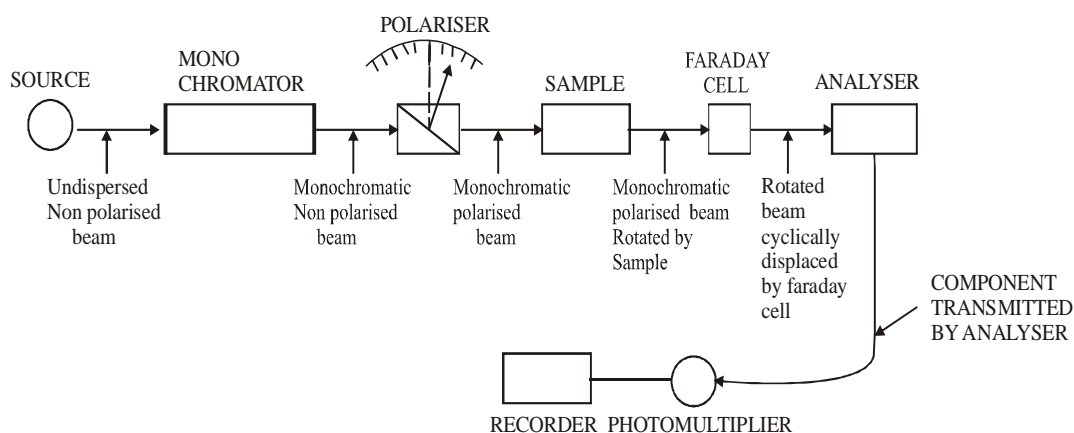 POLARISER
SOURCE
MONO
CHROMATOR
SAMPLE
FARADAY
CELL
ANALYSER
Undispersed
Non polarised
beam
Monochromatic
Non polarised
beam
Monochromatic
polarised
beam
Monochromatic
polarised beam
Rotated by
Sample
Rotated
beam
cyclically
displaced
by faraday
cell
COMPONENT
TRANSMITTED
BY ANALYSER
RECORDER PHOTOMULTIPLIER